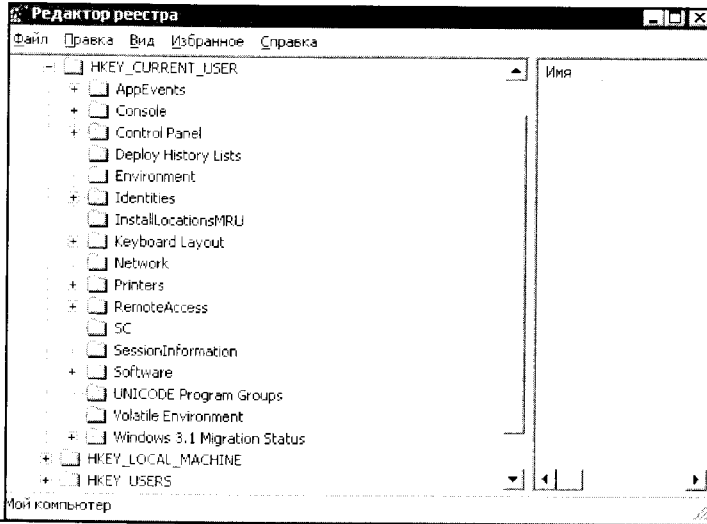 Редактор реестра
Файл Правка Вид Избранное Справка
HKEY_CURRENT_USER
Имя
AppEvents
Console
Control Panel
Deploy History Lists
Environment
Identities
InstallLocationsMRU
Keyboard Layout
Network
Printers
RemoteAccess
SC
SessionInformation
Software
UNICODE Program Groups
Volatile Environment
Windows 3.1 Migration Status
HKEY_LOCAL_MACHINE
HKEY_USERS
Мой компьютер